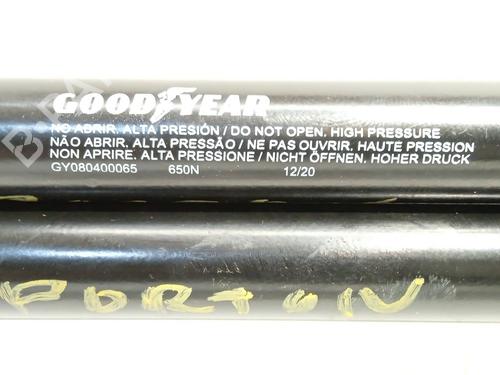 GOODYEAR
NO ABRIR. ALTA PRESIÓN / DO NOT OPEN. HIGH PRESSURE
NÃO ABRIR. ALTA PRESSÃO / NE PAS OUVRIR. HAUTE PRESSION
NON APRIRE. ALTA PRESSIONE / NICHT ÖFFNEN. HOHER DRUCK
GY080400065 650N 12/20
PORTON